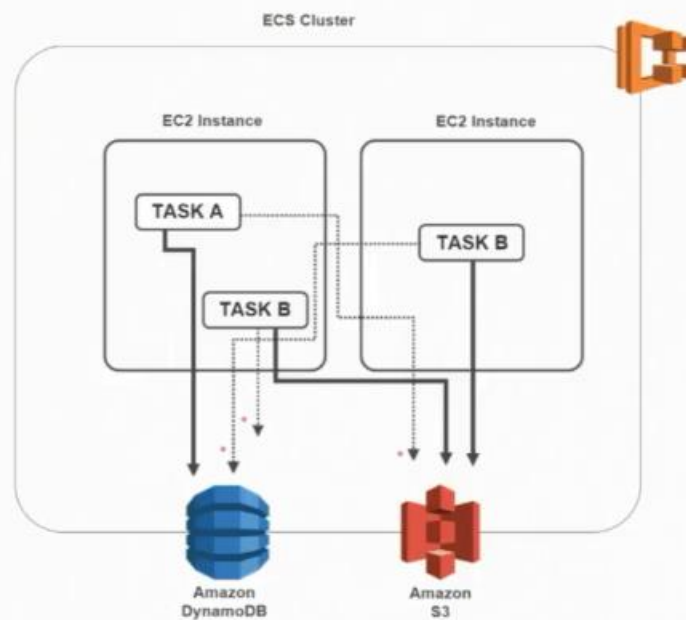 ECS Cluster
EC2 Instance
EC2 Instance
TASK A
TASK B
TASK B
Amazon
DynamoDB
Amazon
S3